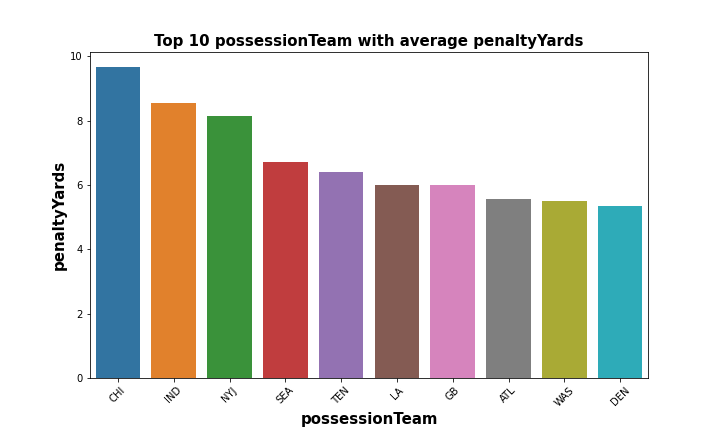 Top 10 possessionTeam with average penaltyYards
penaltyYards
10
8
6
4
2
0
CHI
IND
NYJ
SEA
TEN
LA
GB
ATL
WAS
DEN
possessionTeam